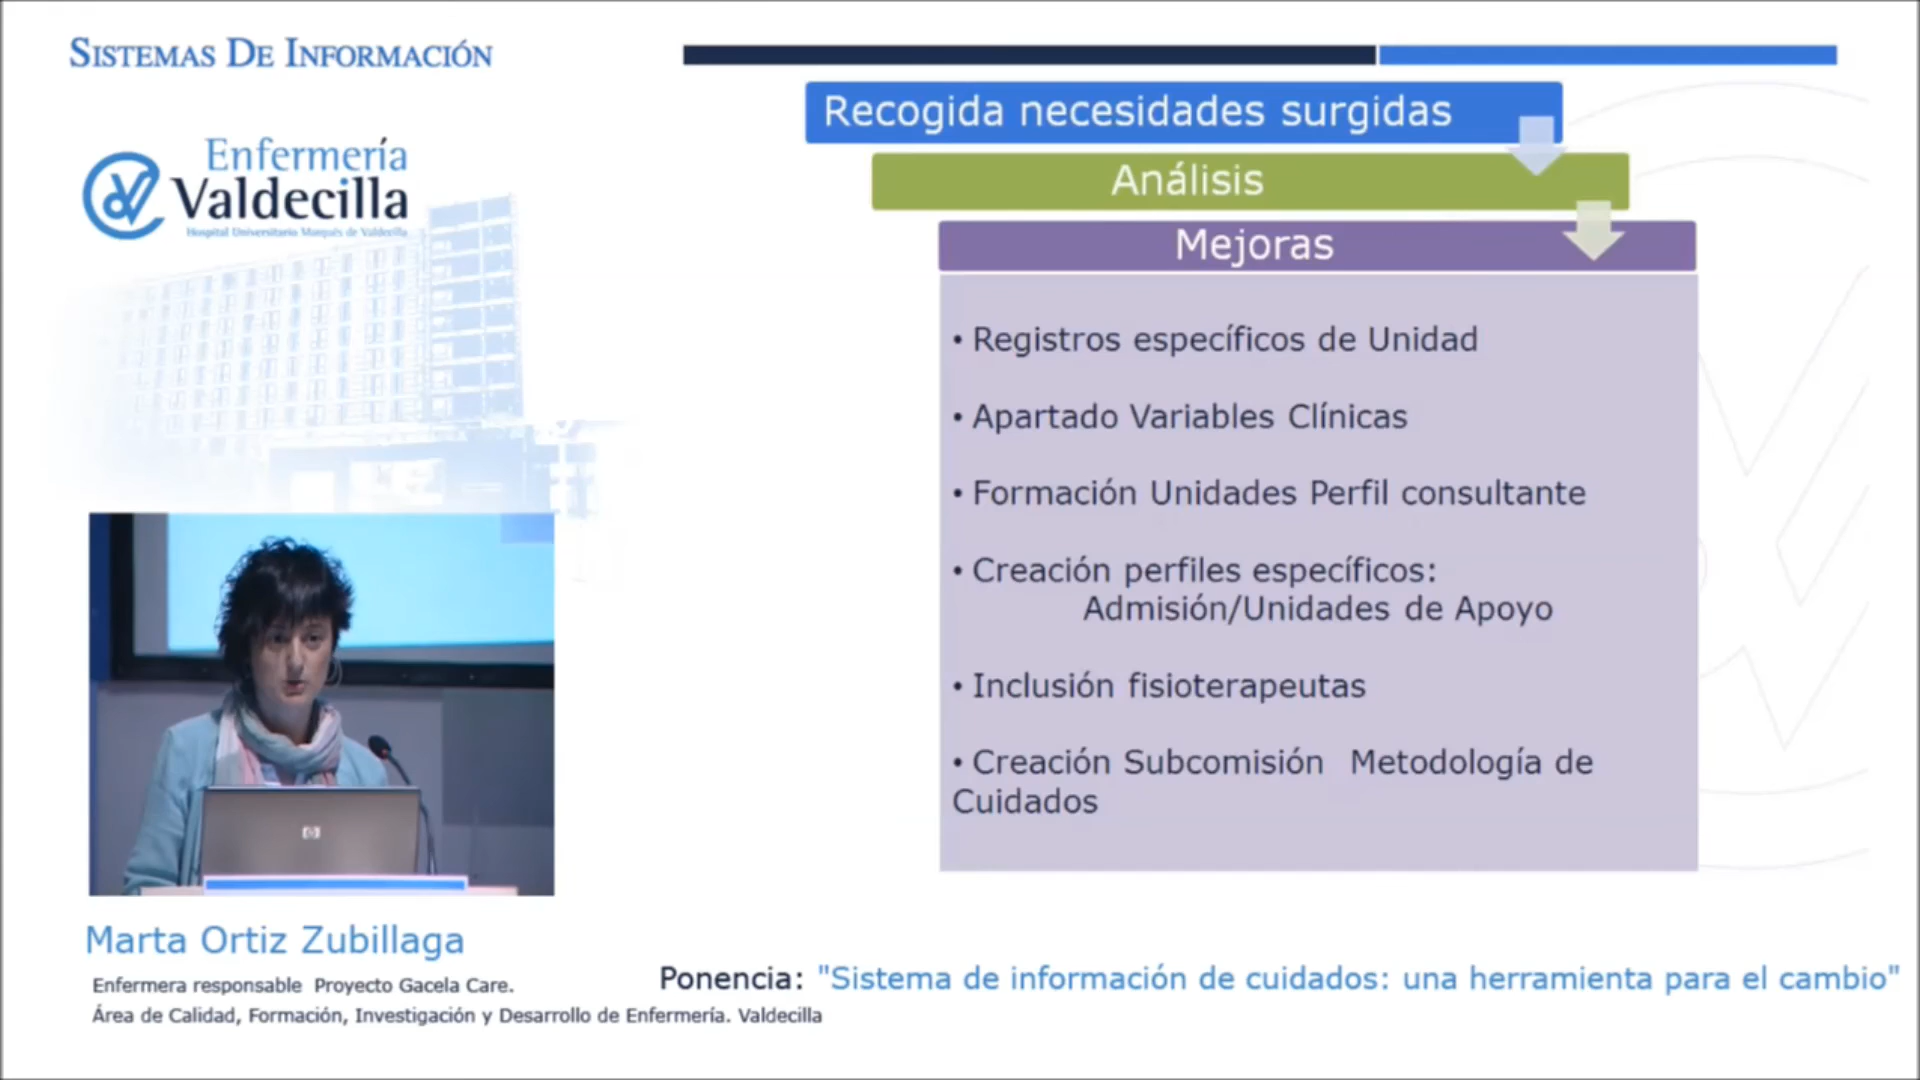 Sistemas De Información
Enfermería
Valdecilla
Hospital Universitario Marqués de Valdecilla
Recogida necesidades surgidas
Análisis
Mejoras
• Registros específicos de Unidad
• Apartado Variables Clínicas
• Formación Unidades Perfil consultante
• Creación perfiles específicos:
Admisión/Unidades de Apoyo
• Inclusión fisioterapeutas
• Creación Subcomisión Metodología de
Cuidados
hp
Marta Ortiz Zubillaga
Enfermera responsable Proyecto Gacela Care.
Área de Calidad, Formación, Investigación y Desarrollo de Enfermería. Valdecilla
Ponencia: "Sistema de información de cuidados: una herramienta para el cambio"